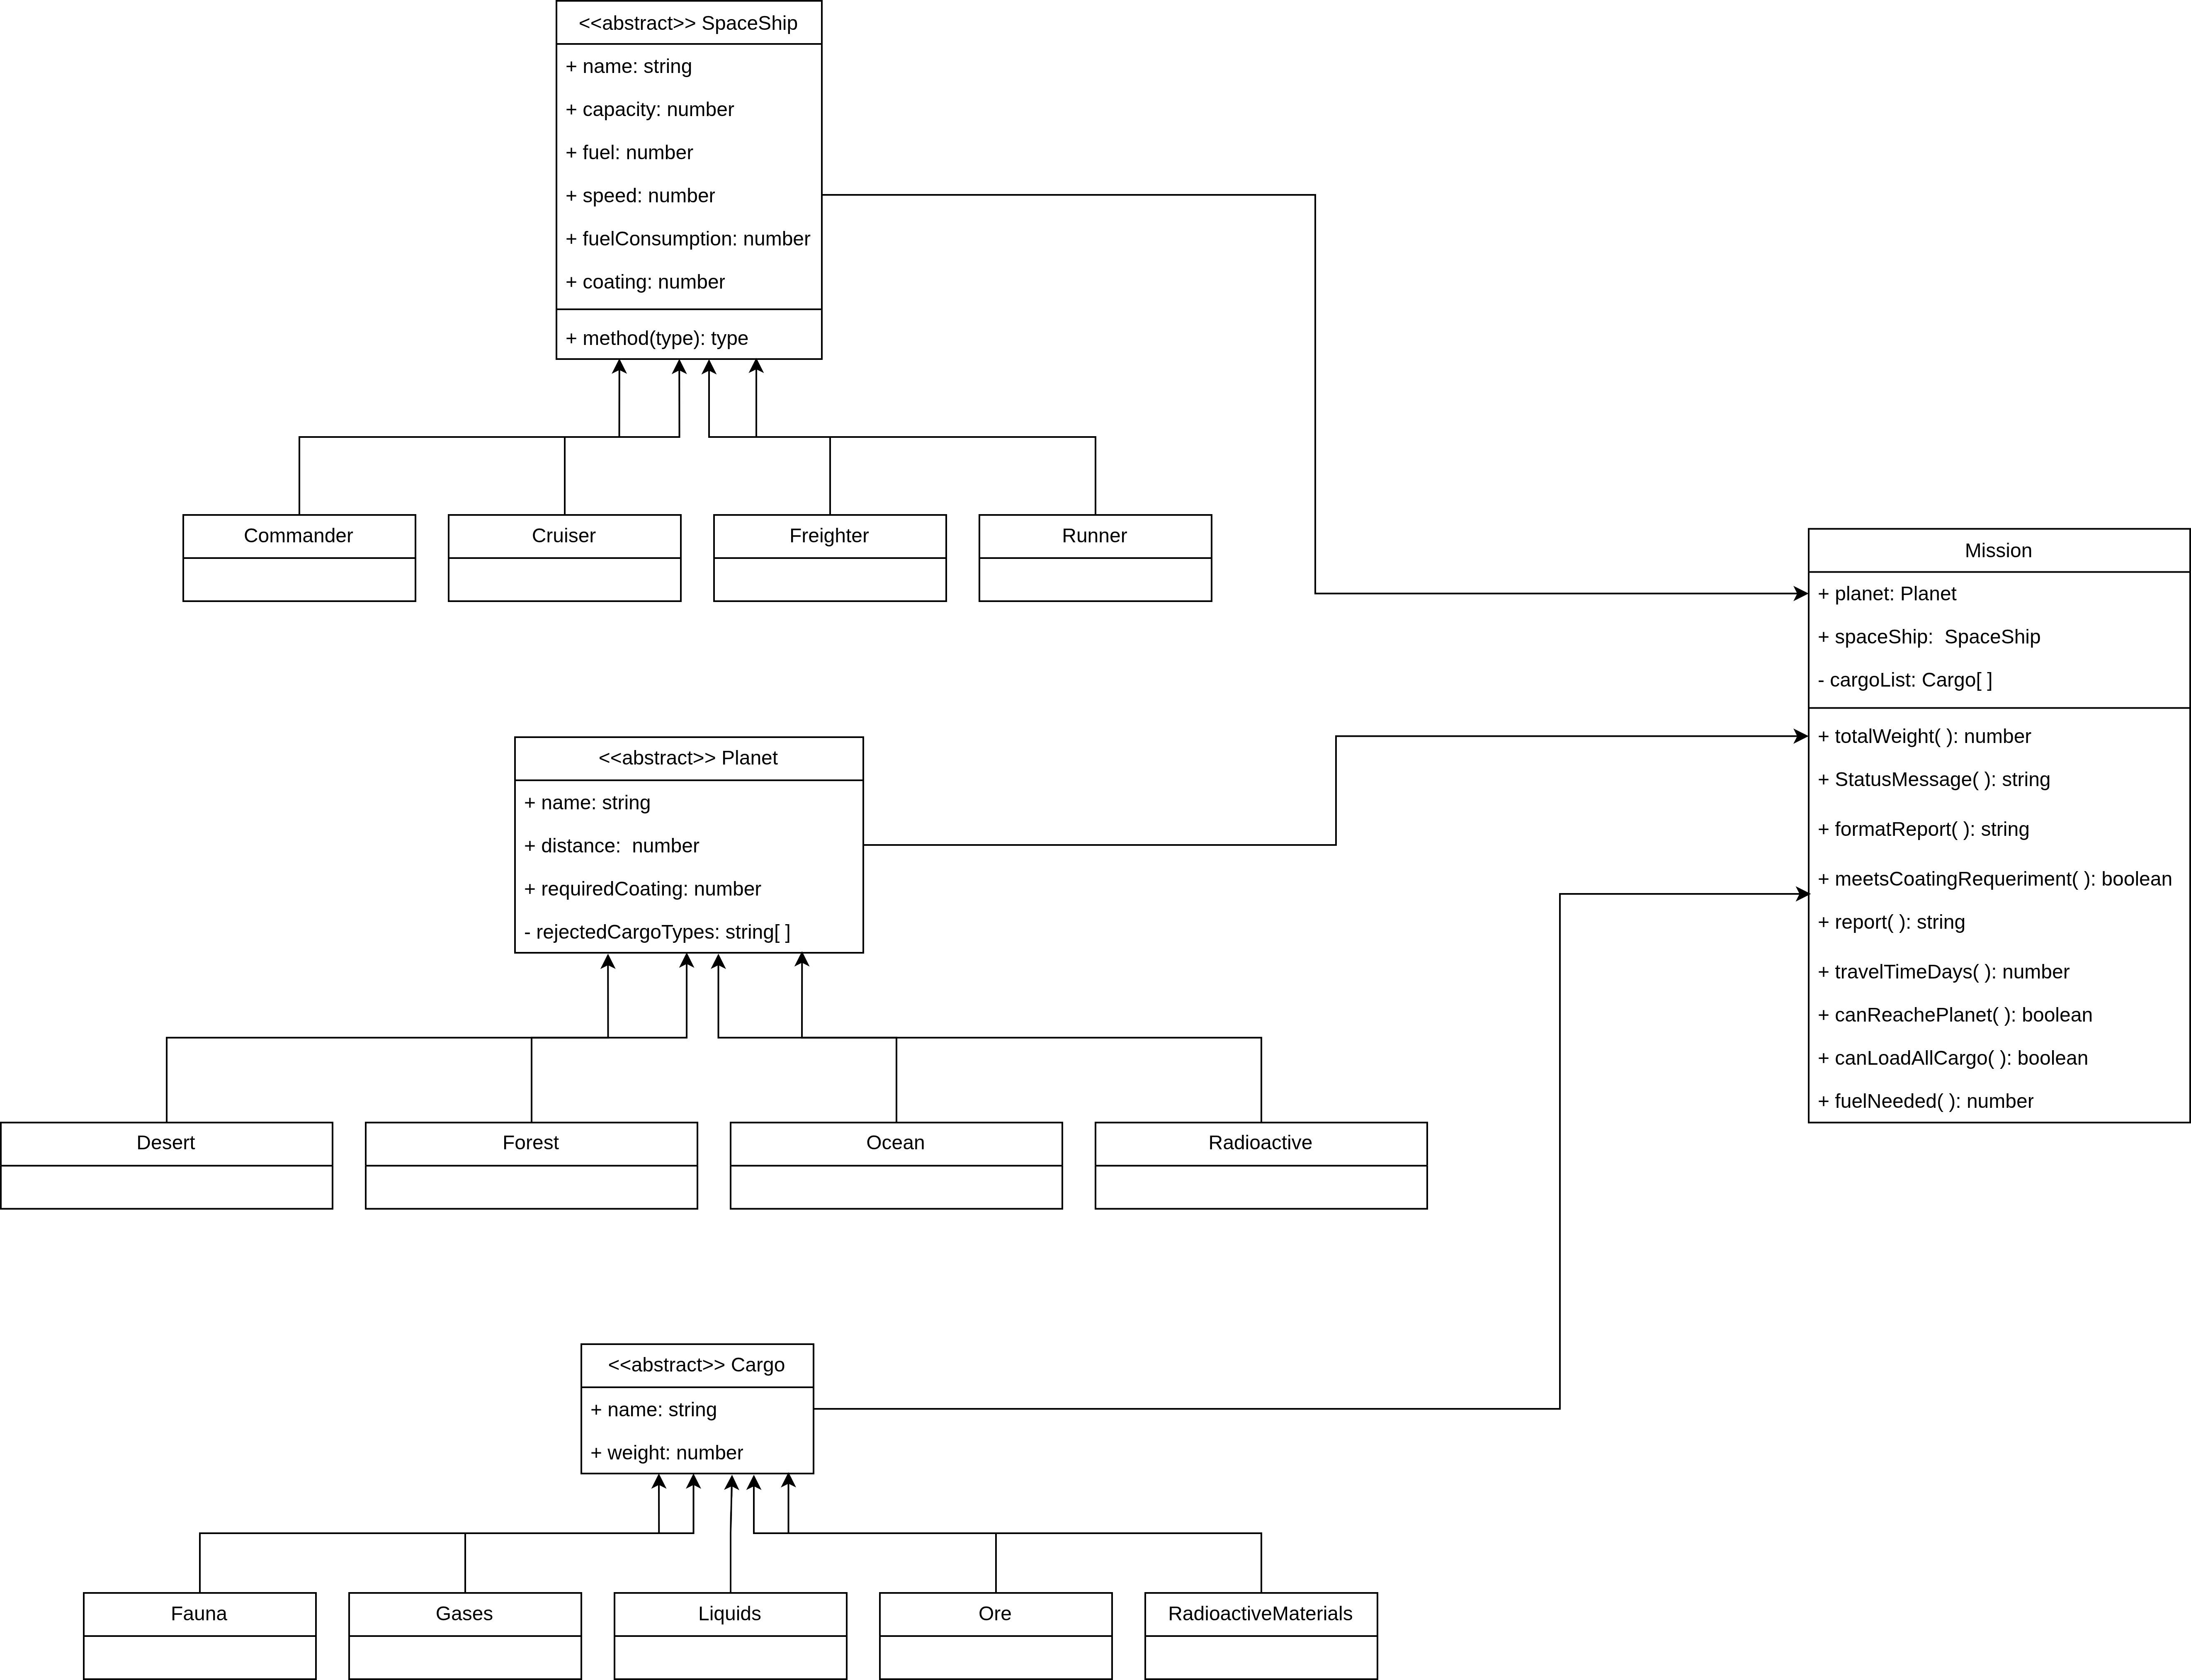 <<abstract>> SpaceShip
+ name: string
+ capacity: number
+ fuel: number
+ speed: number
+ fuelConsumption: number
+ coating: number
+ method(type): type
Commander
Cruiser
Freighter
Runner
Mission
+ planet: Planet
+ spaceShip:  SpaceShip
- cargoList: Cargo[ ]
+ totalWeight( ): number
+ StatusMessage( ): string
+ formatReport( ): string
+ meetsCoatingRequeriment( ): boolean
+ report( ): string
+ travelTimeDays( ): number
+ canReachePlanet( ): boolean
+ canLoadAllCargo( ): boolean
+ fuelNeeded( ): number
<<abstract>> Planet
+ name: string
+ distance:  number
+ requiredCoating: number
- rejectedCargoTypes: string[ ]
Desert
Forest
Ocean
Radioactive
<<abstract>> Cargo
+ name: string
+ weight: number
Fauna
Gases
Liquids
Ore
RadioactiveMaterials